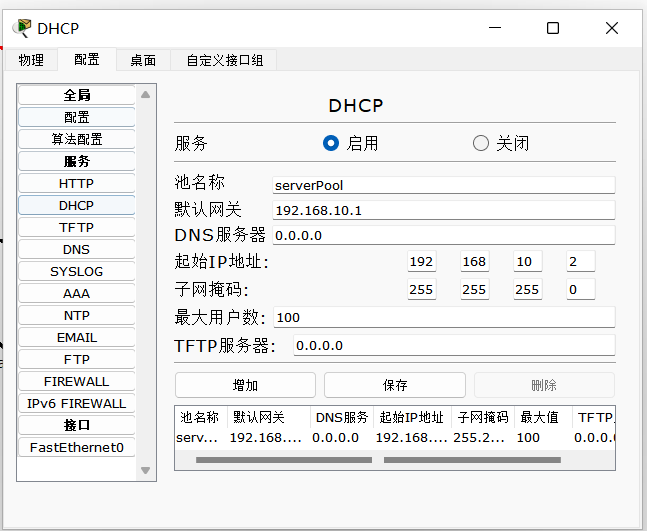 DHCP
物理 配置 桌面 自定义接口组
全局
配置
算法配置
服务
HTTP
DHCP
TFTP
DNS
SYSLOG
AAA
NTP
EMAIL
FTP
FIREWALL
IPv6 FIREWALL
接口
FastEthernet0
DHCP
服务 启用 关闭
池名称 serverPool
默认网关 192.168.10.1
DNS服务器 0.0.0.0
起始IP地址: 192 168 10 2
子网掩码: 255 255 255 0
最大用户数: 100
TFTP服务器: 0.0.0.0
增加 保存 删除
池名称 默认网关 DNS服务 起始IP地址 子网掩码 最大值 TFTP
serv... 192.168.... 0.0.0.0 192.168.... 255.2... 100 0.0.0.